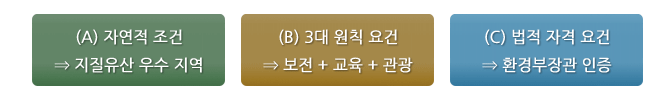 (A) 자연적 조건
⇒ 지질유산 우수 지역
(B) 3대 원칙 요건
⇒ 보전 + 교육 + 관광
(C) 법적 자격 요건
⇒ 환경부장관 인증